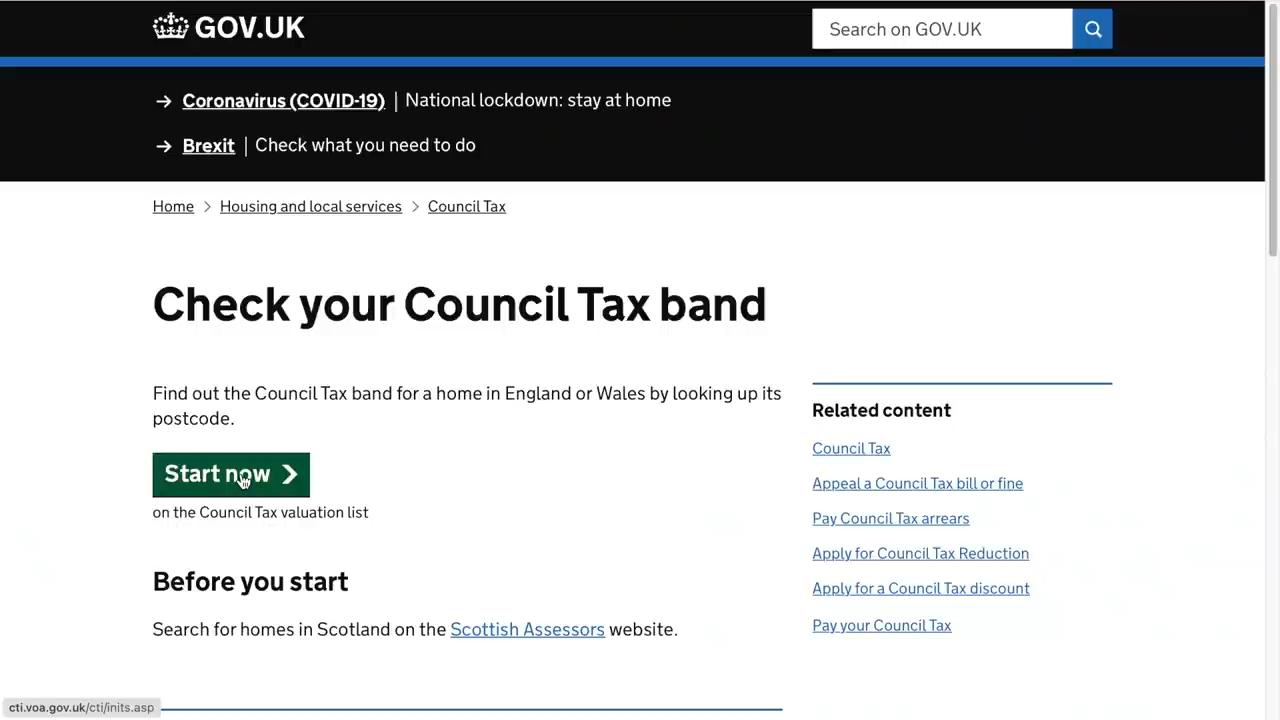 GOV.UK
Search on GOV.UK
Coronavirus (COVID-19) | National lockdown: stay at home
Brexit | Check what you need to do
Home > Housing and local services > Council Tax
Check your Council Tax band
Find out the Council Tax band for a home in England or Wales by looking up its
postcode.
Start now
on the Council Tax valuation list
Before you start
Search for homes in Scotland on the Scottish Assessors website.
Related content
Council Tax
Appeal a Council Tax bill or fine
Pay Council Tax arrears
Apply for Council Tax Reduction
Apply for a Council Tax discount
Pay your Council Tax
cti.voa.gov.uk/cti/inits.asp